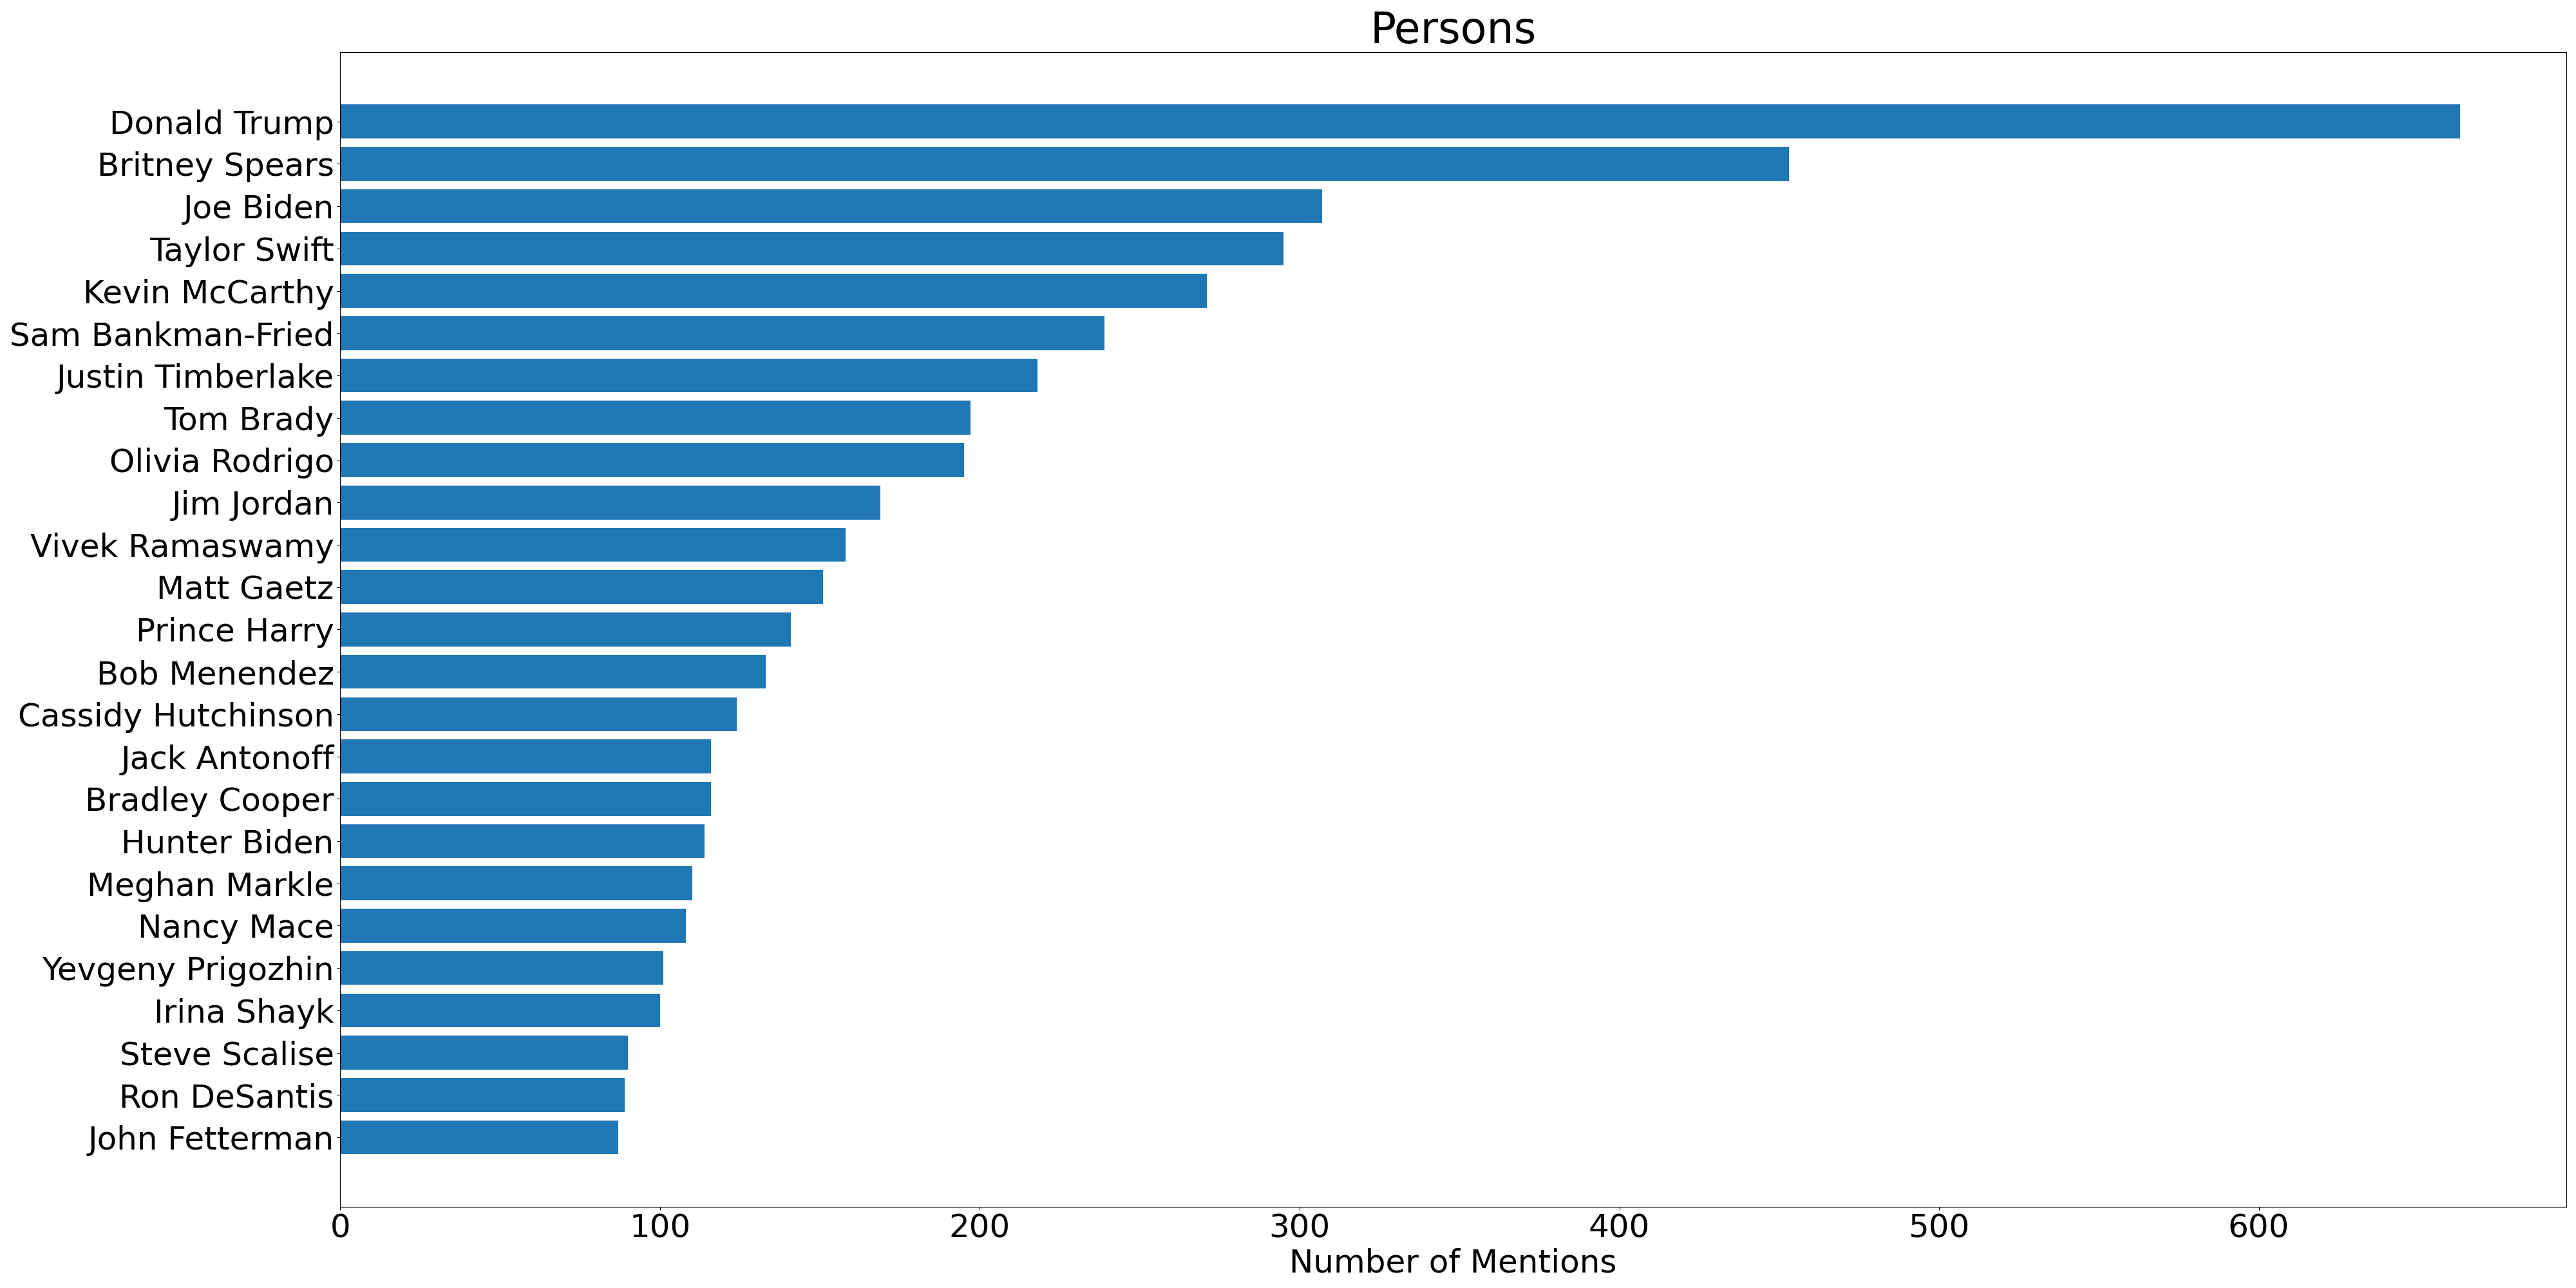 Persons
Donald Trump
Britney Spears
Joe Biden
Taylor Swift
Kevin McCarthy
Sam Bankman-Fried
Justin Timberlake
Tom Brady
Olivia Rodrigo
Jim Jordan
Vivek Ramaswamy
Matt Gaetz
Prince Harry
Bob Menendez
Cassidy Hutchinson
Jack Antonoff
Bradley Cooper
Hunter Biden
Meghan Markle
Nancy Mace
Yevgeny Prigozhin
Irina Shayk
Steve Scalise
Ron DeSantis
John Fetterman
0 100 200 300 400 500 600
Number of Mentions